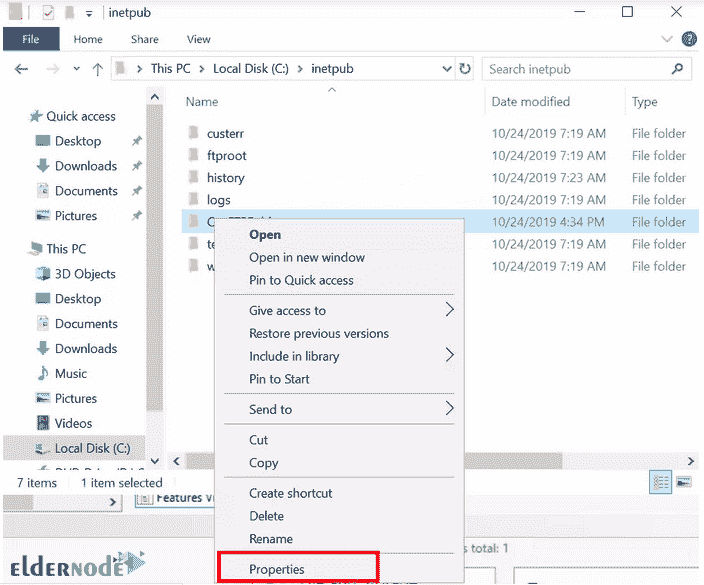 inetpub
File Home Share View
This PC > Local Disk (C:) > inetpub
Search inetpub
Name Date modified Type
Quick access
Desktop
Downloads
Documents
Pictures
This PC
3D Objects
Desktop
Documents
Downloads
Music
Pictures
Videos
Local Disk (C:)
custerr 10/24/2019 7:19 AM File folder
ftproot 10/24/2019 7:19 AM File folder
history 10/24/2019 7:23 AM File folder
logs 10/24/2019 7:19 AM File folder
10/24/2019 4:34 PM File folder
te 10/24/2019 7:19 AM File folder
w 10/24/2019 7:19 AM File folder
Open
Open in new window
Pin to Quick access
Give access to
Restore previous versions
Include in library
Pin to Start
Send to
Cut
Copy
Create shortcut
Delete
Rename
Properties
7 items 1 item selected
Features Vi
s total: 1
eldernode